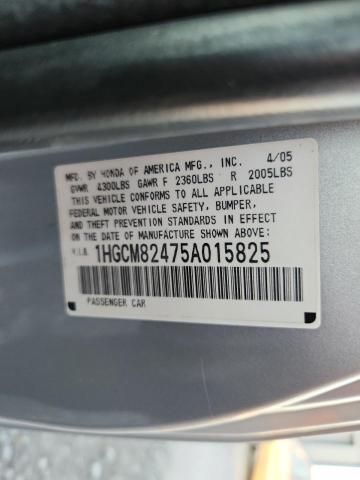 MFD. BY HONDA OF AMERICA MFG., INC. 4/05
GVWR 4300LBS GAWR F 2360LBS R 2005LBS
THIS VEHICLE CONFORMS TO ALL APPLICABLE
FEDERAL MOTOR VEHICLE SAFETY, BUMPER,
AND THEFT PREVENTION STANDARDS IN EFFECT
ON THE DATE OF MANUFACTURE SHOWN ABOVE.
V.I.N. 1HGCM82475A015825
PASSENGER CAR